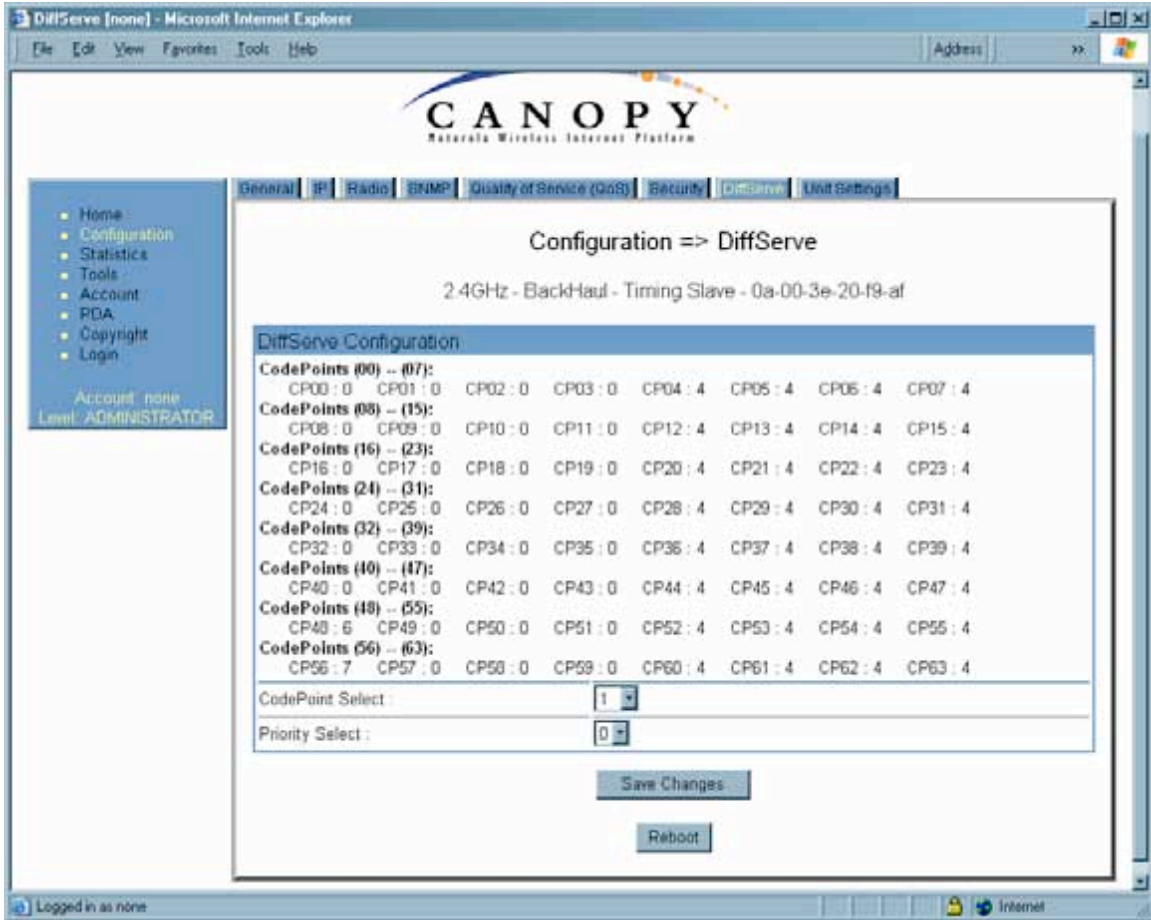 DiffServe [none] - Microsoft Internet Explorer
File Edit View Favorites Tools Help Address »
CANOPY
Motorola Wireless Internet Platform
General IP Radio SNMP Quality of Service (QoS) Security DiffServe Unit Settings
Home
Configuration
Statistics
Tools
Account
PDA
Copyright
Login
Account: none
Level: ADMINISTRATOR
Configuration => DiffServe
2.4GHz - BackHaul - Timing Slave - 0a-00-3e-20-f9-af
DiffServe Configuration
CodePoints (00) -- (07):
CP00 : 0 CP01 : 0 CP02 : 0 CP03 : 0 CP04 : 4 CP05 : 4 CP06 : 4 CP07 : 4
CodePoints (08) -- (15):
CP08 : 0 CP09 : 0 CP10 : 0 CP11 : 0 CP12 : 4 CP13 : 4 CP14 : 4 CP15 : 4
CodePoints (16) -- (23):
CP16 : 0 CP17 : 0 CP18 : 0 CP19 : 0 CP20 : 4 CP21 : 4 CP22 : 4 CP23 : 4
CodePoints (24) -- (31):
CP24 : 0 CP25 : 0 CP26 : 0 CP27 : 0 CP28 : 4 CP29 : 4 CP30 : 4 CP31 : 4
CodePoints (32) -- (39):
CP32 : 0 CP33 : 0 CP34 : 0 CP35 : 0 CP36 : 4 CP37 : 4 CP38 : 4 CP39 : 4
CodePoints (40) -- (47):
CP40 : 0 CP41 : 0 CP42 : 0 CP43 : 0 CP44 : 4 CP45 : 4 CP46 : 4 CP47 : 4
CodePoints (48) -- (55):
CP48 : 6 CP49 : 0 CP50 : 0 CP51 : 0 CP52 : 4 CP53 : 4 CP54 : 4 CP55 : 4
CodePoints (56) -- (63):
CP56 : 7 CP57 : 0 CP58 : 0 CP59 : 0 CP60 : 4 CP61 : 4 CP62 : 4 CP63 : 4
CodePoint Select : 1
Priority Select : 0
Save Changes
Reboot
Logged in as none Internet